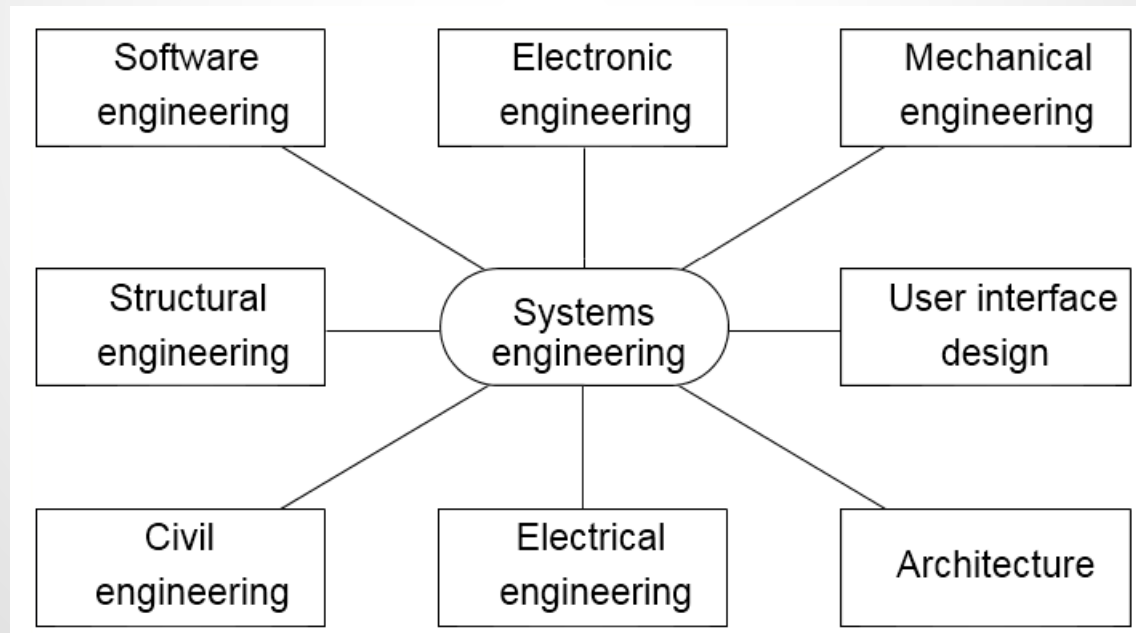 Software
engineering
Electronic
engineering
Mechanical
engineering
Structural
engineering
Systems
engineering
User interface
design
Civil
engineering
Electrical
engineering
Architecture